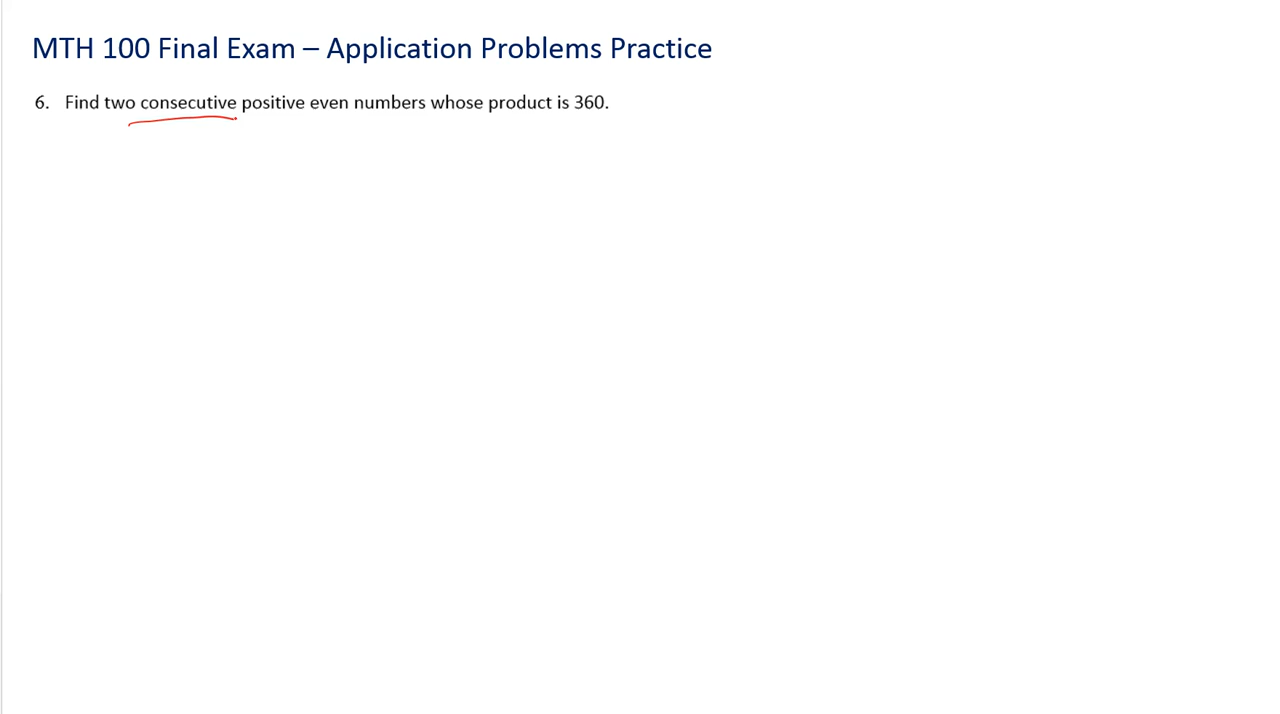 MTH 100 Final Exam – Application Problems Practice
6. Find two consecutive positive even numbers whose product is 360.